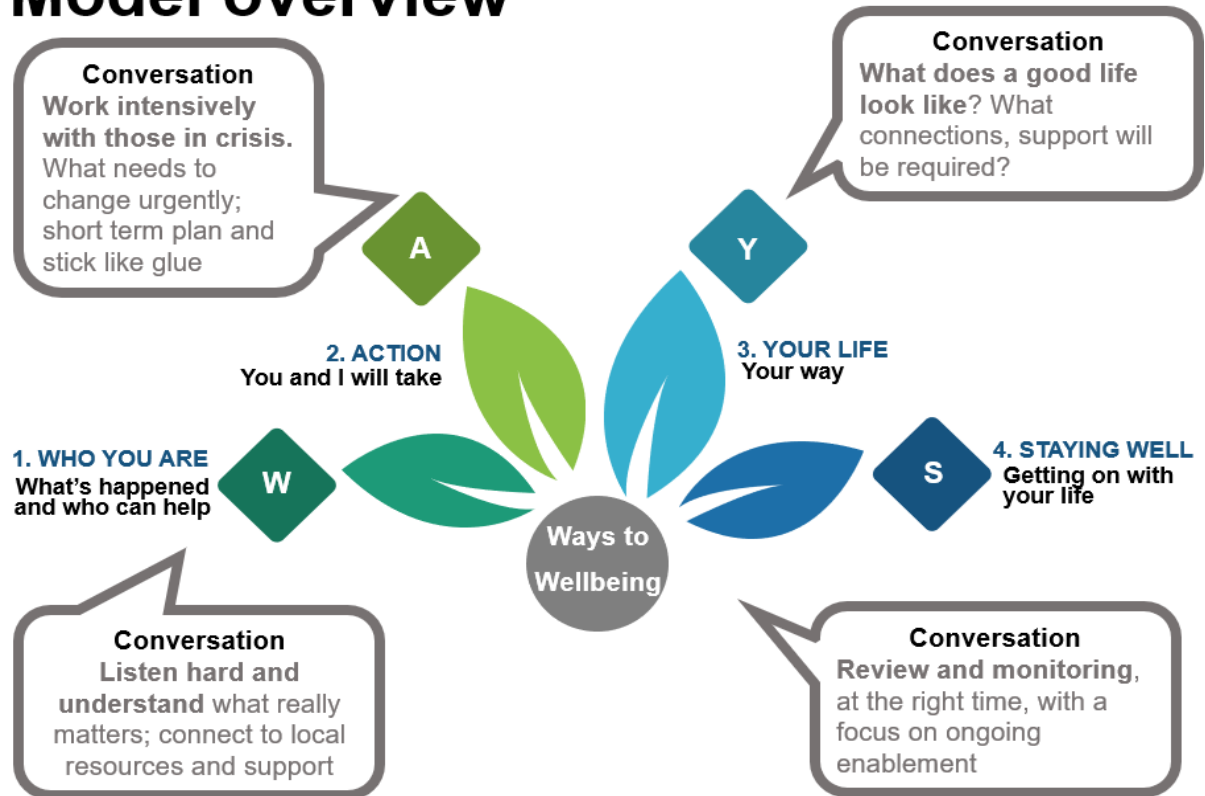 Model overview
Conversation
Work intensively
with those in crisis.
What needs to
change urgently;
short term plan and
stick like glue
Conversation
What does a good life
look like? What
connections, support will
be required?
A
Y
2. ACTION
You and I will take
3. YOUR LIFE
Your way
1. WHO YOU ARE
What's happened
and who can help
W
S
4. STAYING WELL
Getting on with
your life
Ways to
Wellbeing
Conversation
Listen hard and
understand what really
matters; connect to local
resources and support
Conversation
Review and monitoring,
at the right time, with a
focus on ongoing
enablement